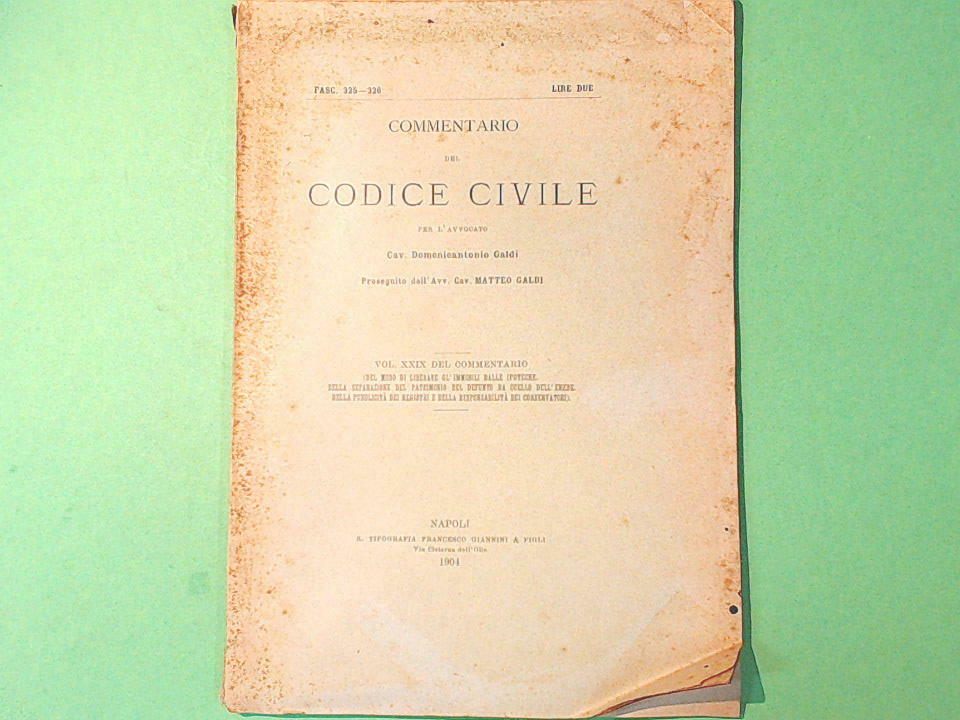 FASC. 325—326 LIRE DUE
COMMENTARIO
DEL
CODICE CIVILE
PER L'AVVOCATO
Cav. Domenicantonio Galdi
Proseguito dall'Avv. Cav. MATTEO GALDI
VOL. XXIX DEL COMMENTARIO
(DEL MODO DI LIBERARE GL'IMMOBILI DALLE IPOTECHE.
DELLA SEPARAZIONE DEL PATRIMONIO DEL DEFUNTO DA QUELLO DELL'EREDE.
DELLA PUBBLICITÀ DEI REGISTRI E DELLA RESPONSABILITÀ DEI CONSERVATORI).
NAPOLI
R. TIPOGRAFIA FRANCESCO GIANNINI & FIGLI
Via Cisterna dell'Olio
1904